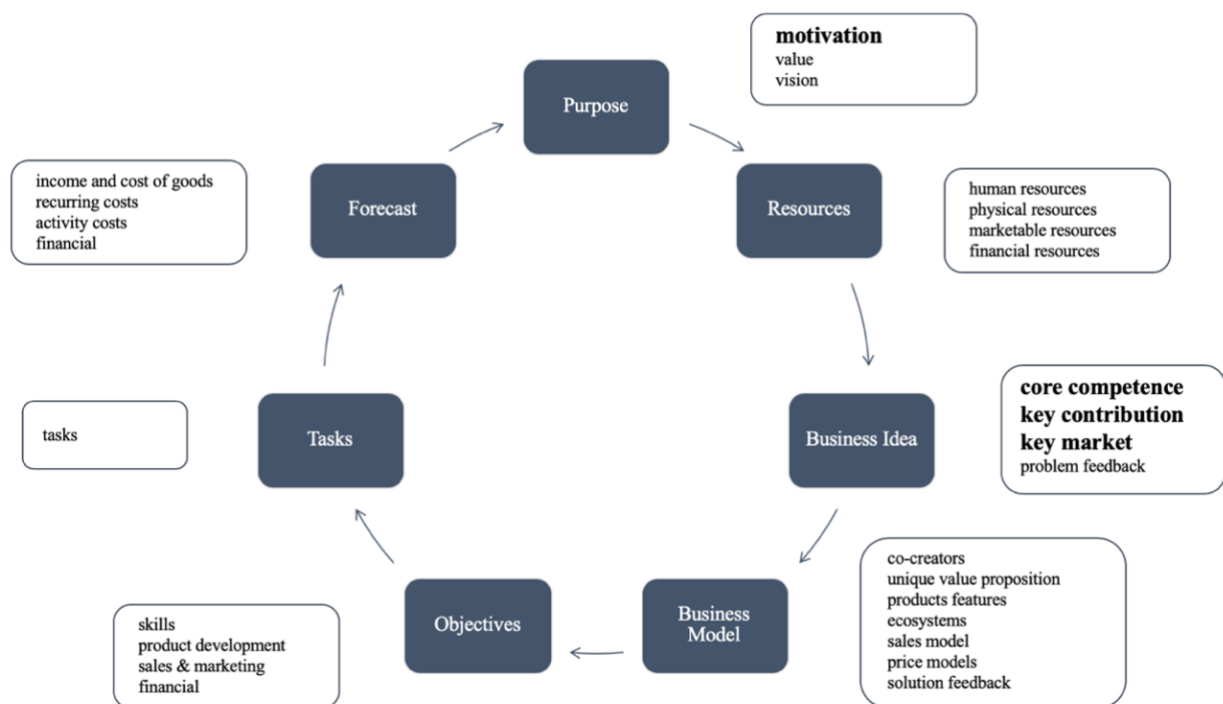 motivation
value
vision
Purpose
income and cost of goods
recurring costs
activity costs
financial
Forecast
Resources
human resources
physical resources
marketable resources
financial resources
tasks
Tasks
Business Idea
core competence
key contribution
key market
problem feedback
skills
product development
sales & marketing
financial
Objectives
Business
Model
co-creators
unique value proposition
products features
ecosystems
sales model
price models
solution feedback